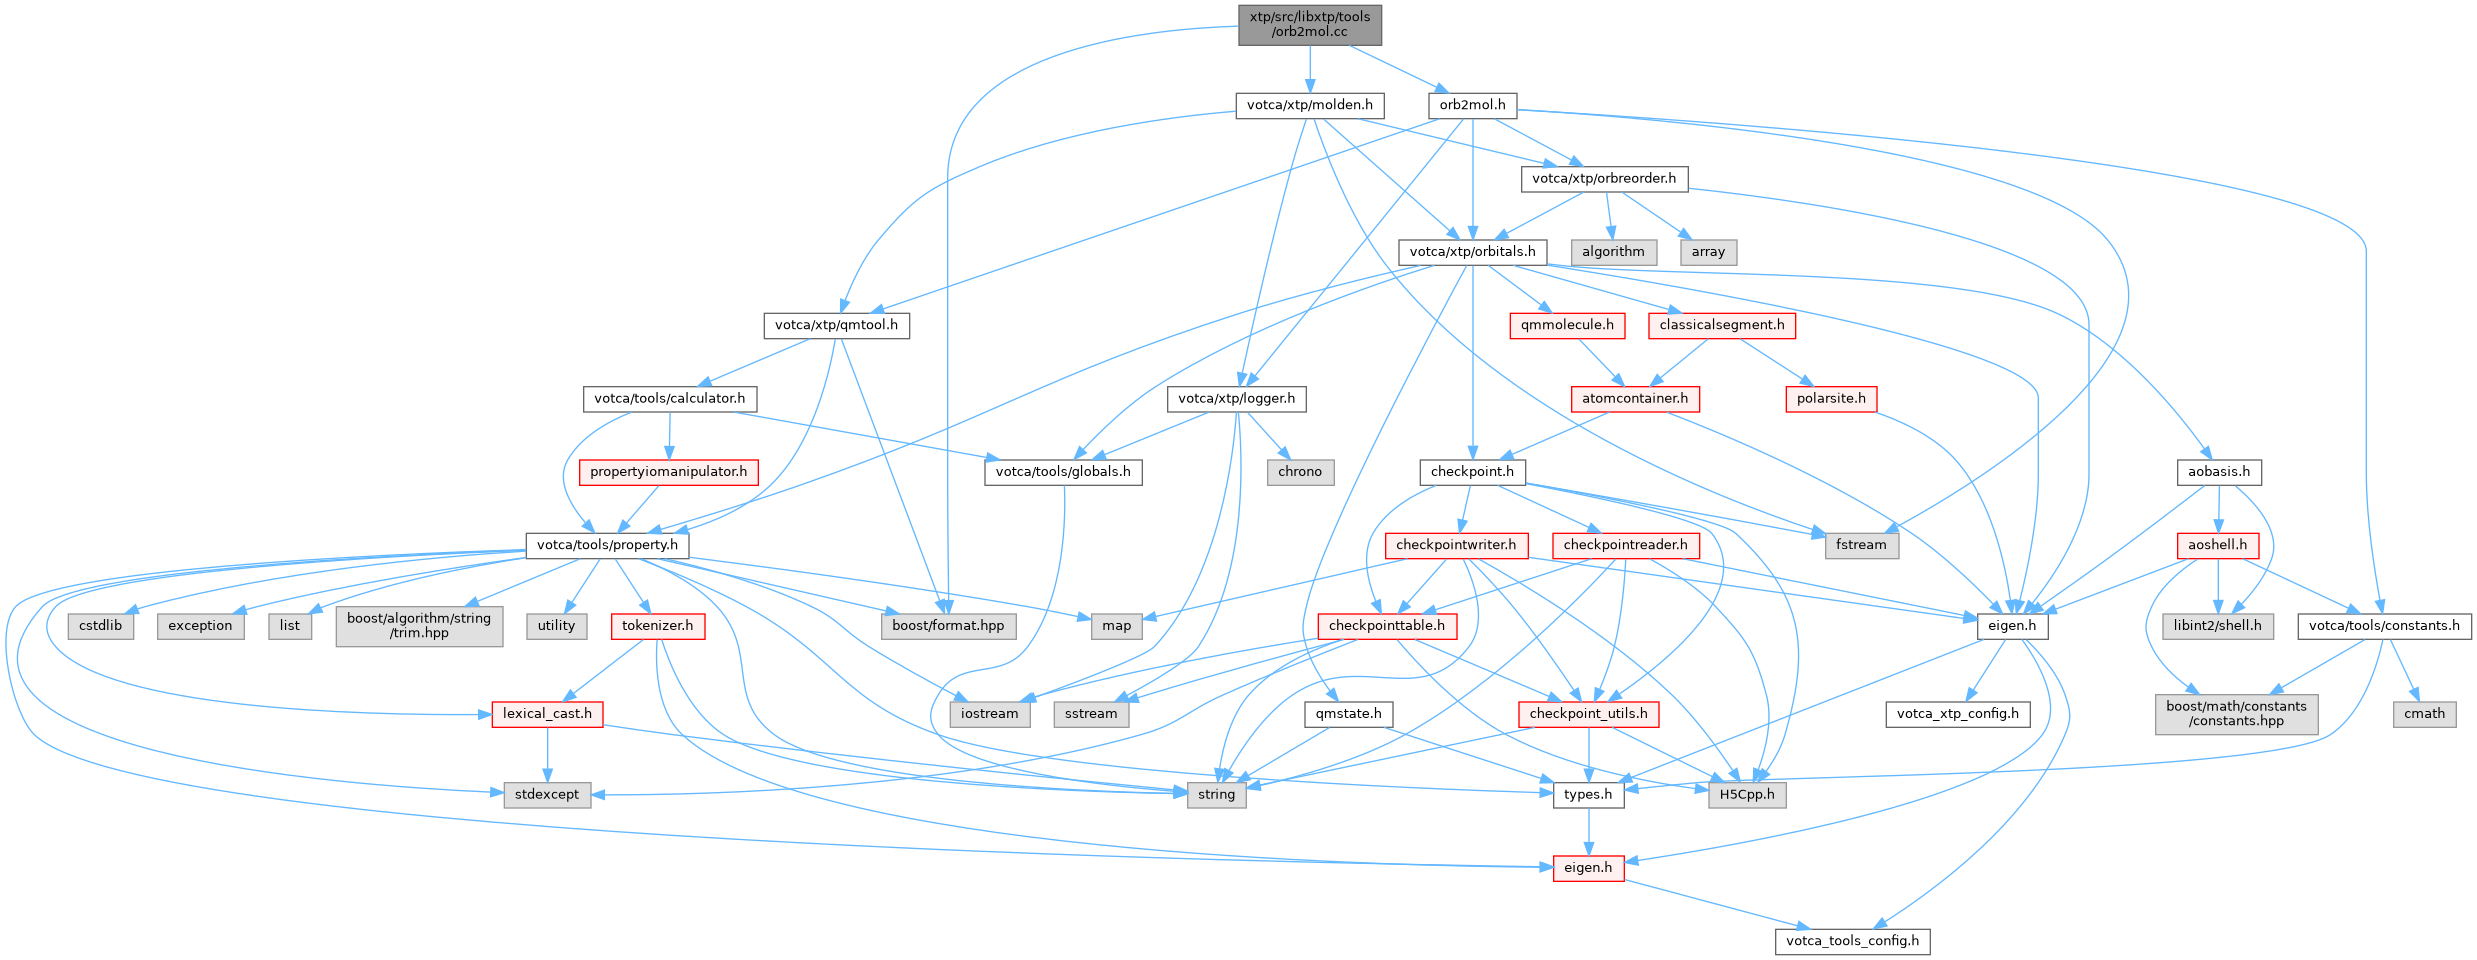 xtp/src/libxtp/tools
/orb2mol.cc
votca/xtp/molden.h
orb2mol.h
votca/xtp/orbreorder.h
votca/xtp/orbitals.h
algorithm
array
votca/xtp/qmtool.h
qmmolecule.h
classicalsegment.h
votca/tools/calculator.h
votca/xtp/logger.h
atomcontainer.h
polarsite.h
propertyiomanipulator.h
votca/tools/globals.h
chrono
checkpoint.h
aobasis.h
votca/tools/property.h
checkpointwriter.h
checkpointreader.h
fstream
aoshell.h
cstdlib
exception
list
boost/algorithm/string
/trim.hpp
utility
tokenizer.h
boost/format.hpp
map
checkpointtable.h
eigen.h
libint2/shell.h
votca/tools/constants.h
lexical_cast.h
iostream
sstream
qmstate.h
checkpoint_utils.h
votca_xtp_config.h
boost/math/constants
/constants.hpp
cmath
stdexcept
string
types.h
H5Cpp.h
eigen.h
votca_tools_config.h